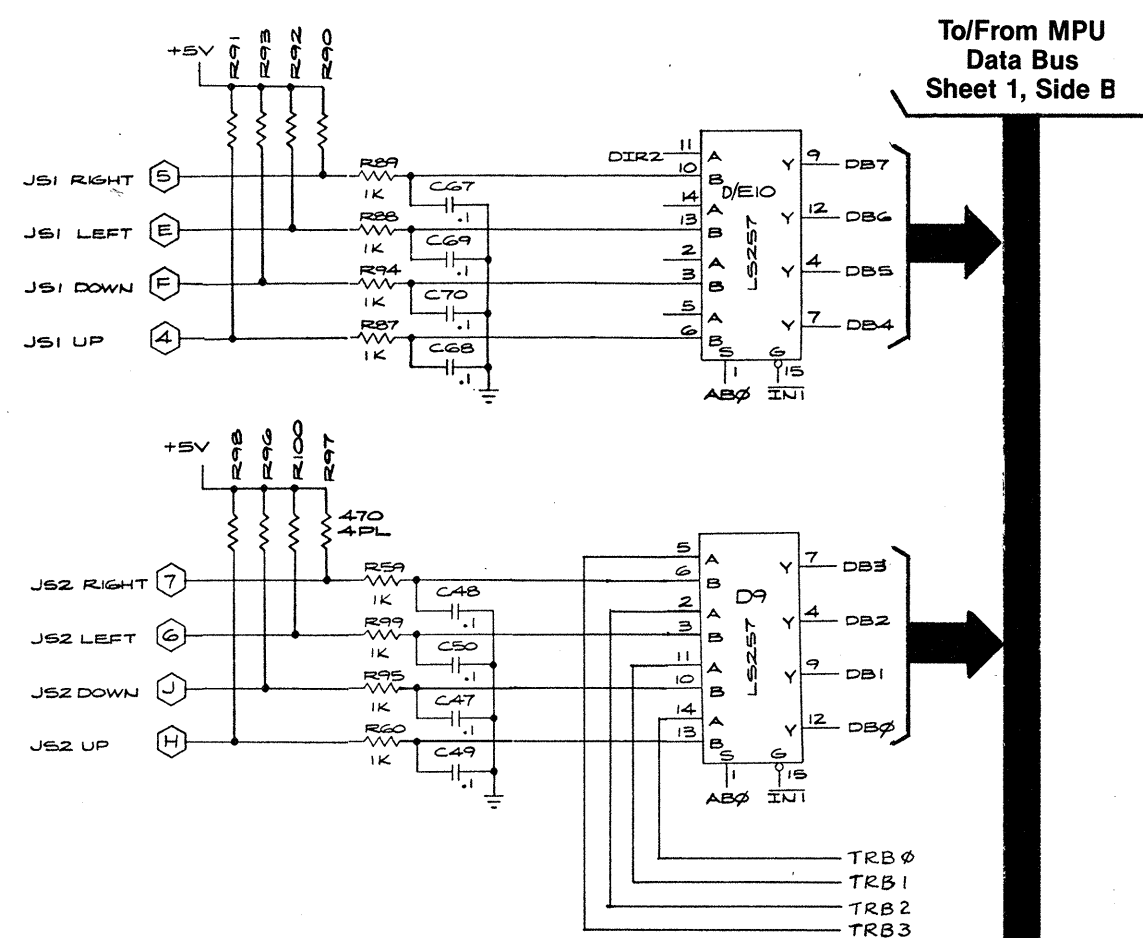 To/From MPU
Data Bus
Sheet 1, Side B
+5V
R91
R93
R92
R90
JS1 RIGHT 5
R89
1K
C67
.1
JS1 LEFT E
R88
1K
C69
.1
JS1 DOWN F
R94
1K
C70
.1
JS1 UP 4
R87
1K
C68
.1
DIR2
11 A
10 B
14 A
13 B
2 A
3 B
5 A
6 B
D/E10
LS257
Y 9 DB7
Y 12 DB6
Y 4 DB5
Y 7 DB4
S G
1 15
ABØ IN1
+5V
R98
R96
R100
R97
470
4PL
JS2 RIGHT 7
R59
1K
C48
.1
JS2 LEFT 6
R99
1K
C50
.1
JS2 DOWN J
R95
1K
C47
.1
JS2 UP H
R60
1K
C49
.1
5 A
6 B
2 A
3 B
11 A
10 B
14 A
13 B
D9
LS257
Y 7 DB3
Y 4 DB2
Y 9 DB1
Y 12 DBØ
S G
1 15
ABØ IN1
TRBØ
TRB1
TRB2
TRB3